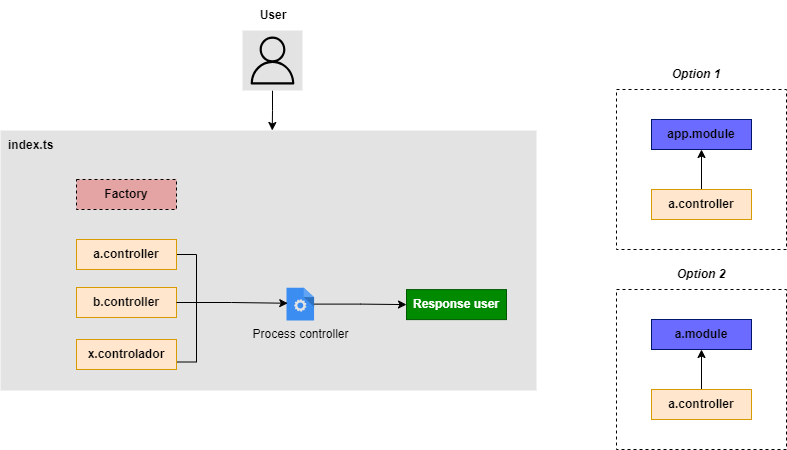 User
index.ts
Factory
a.controller
b.controller
x.controlador
Process controller
Response user
Option 1
app.module
a.controller
Option 2
a.module
a.controller